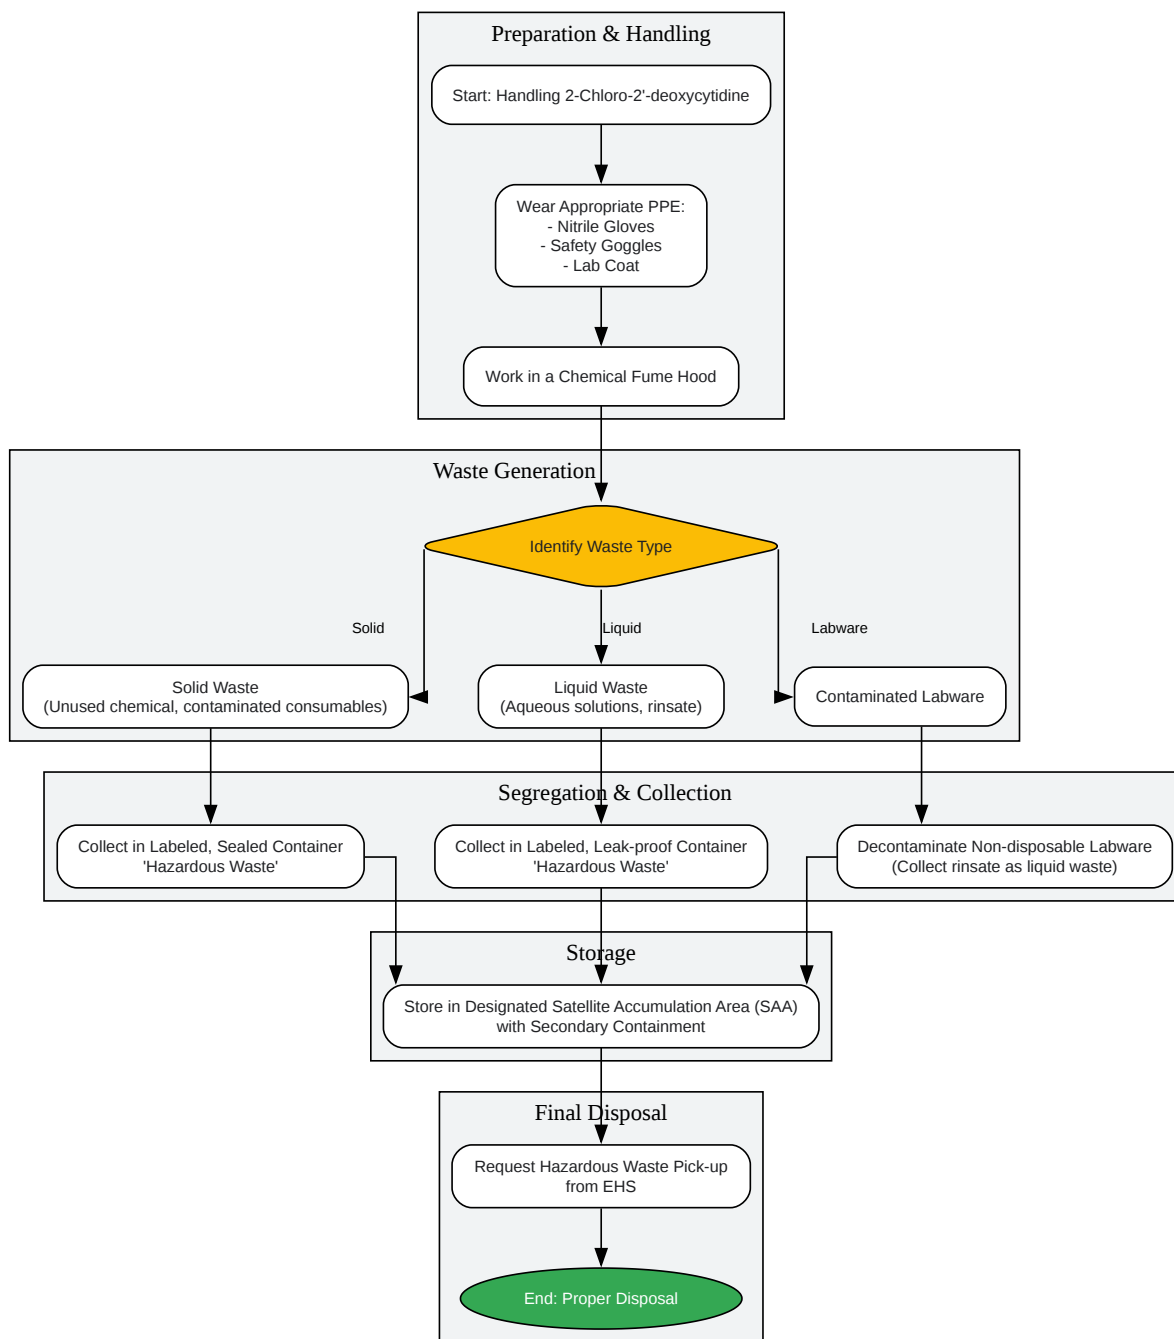 Preparation & Handling
Start: Handling 2-Chloro-2'-deoxycytidine
Wear Appropriate PPE:
- Nitrile Gloves
- Safety Goggles
- Lab Coat
Work in a Chemical Fume Hood
Waste Generation
Identify Waste Type
Solid
Liquid
Labware
Solid Waste
(Unused chemical, contaminated consumables)
Liquid Waste
(Aqueous solutions, rinsate)
Contaminated Labware
Segregation & Collection
Collect in Labeled, Sealed Container
'Hazardous Waste'
Collect in Labeled, Leak-proof Container
'Hazardous Waste'
Decontaminate Non-disposable Labware
(Collect rinsate as liquid waste)
Storage
Store in Designated Satellite Accumulation Area (SAA)
with Secondary Containment
Final Disposal
Request Hazardous Waste Pick-up
from EHS
End: Proper Disposal